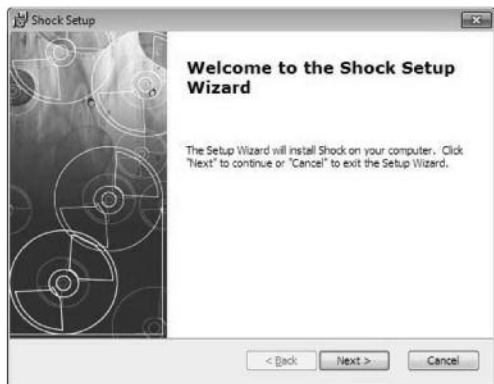 Shock Setup
Welcome to the Shock Setup
Wizard
The Setup Wizard will install Shock on your computer.  Click
"Next" to continue or "Cancel" to exit the Setup Wizard.
< Back
Next >
Cancel